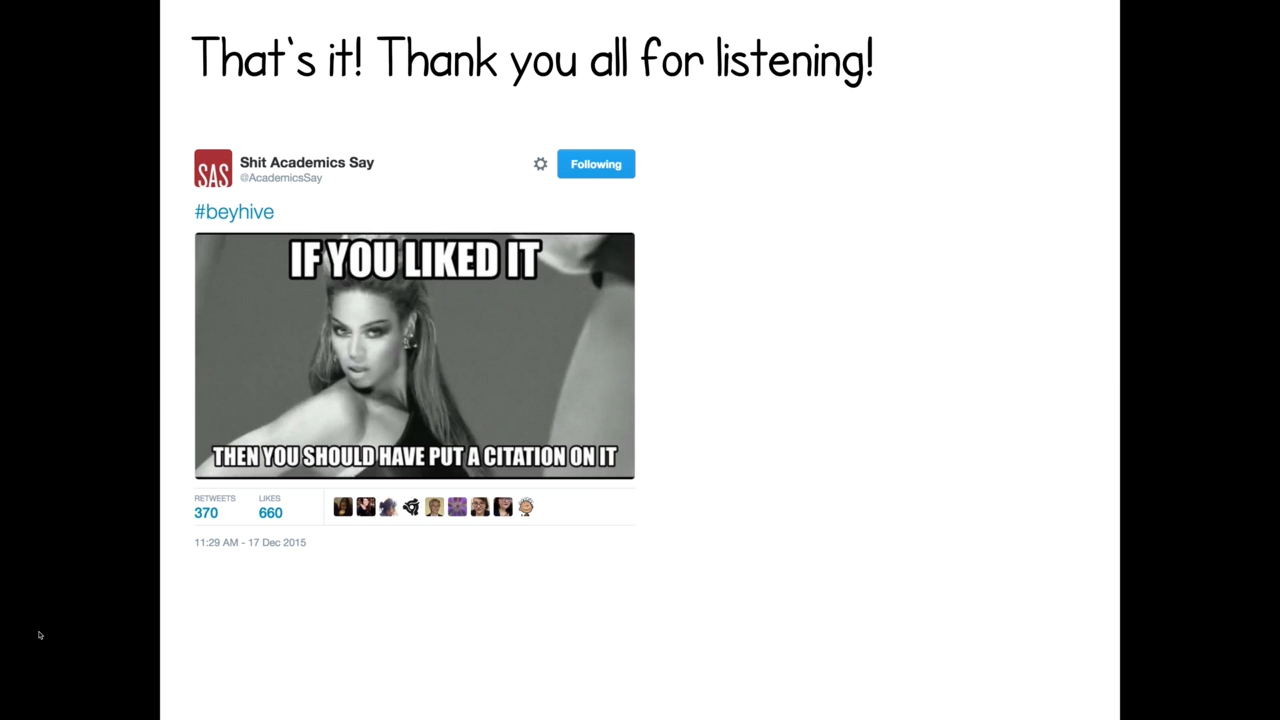 That's it! Thank you all for listening!
SAS
Shit Academics Say
@AcademicsSay
Following
#beyhive
IF YOU LIKED IT
THEN YOU SHOULD HAVE PUT A CITATION ON IT
RETWEETS
370
LIKES
660
11:29 AM - 17 Dec 2015